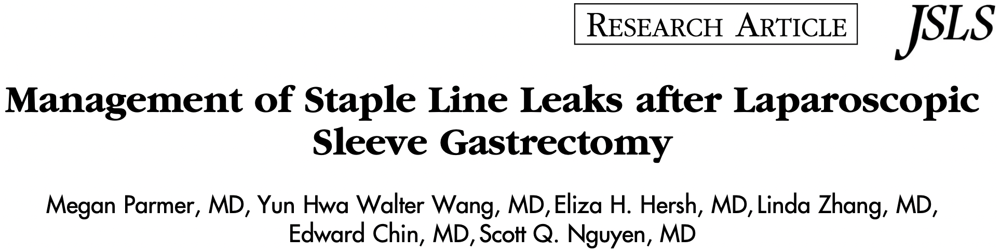 RESEARCH ARTICLE
JSLS
Management of Staple Line Leaks after Laparoscopic
Sleeve Gastrectomy
Megan Parmer, MD, Yun Hwa Walter Wang, MD, Eliza H. Hersh, MD, Linda Zhang, MD,
Edward Chin, MD, Scott Q. Nguyen, MD